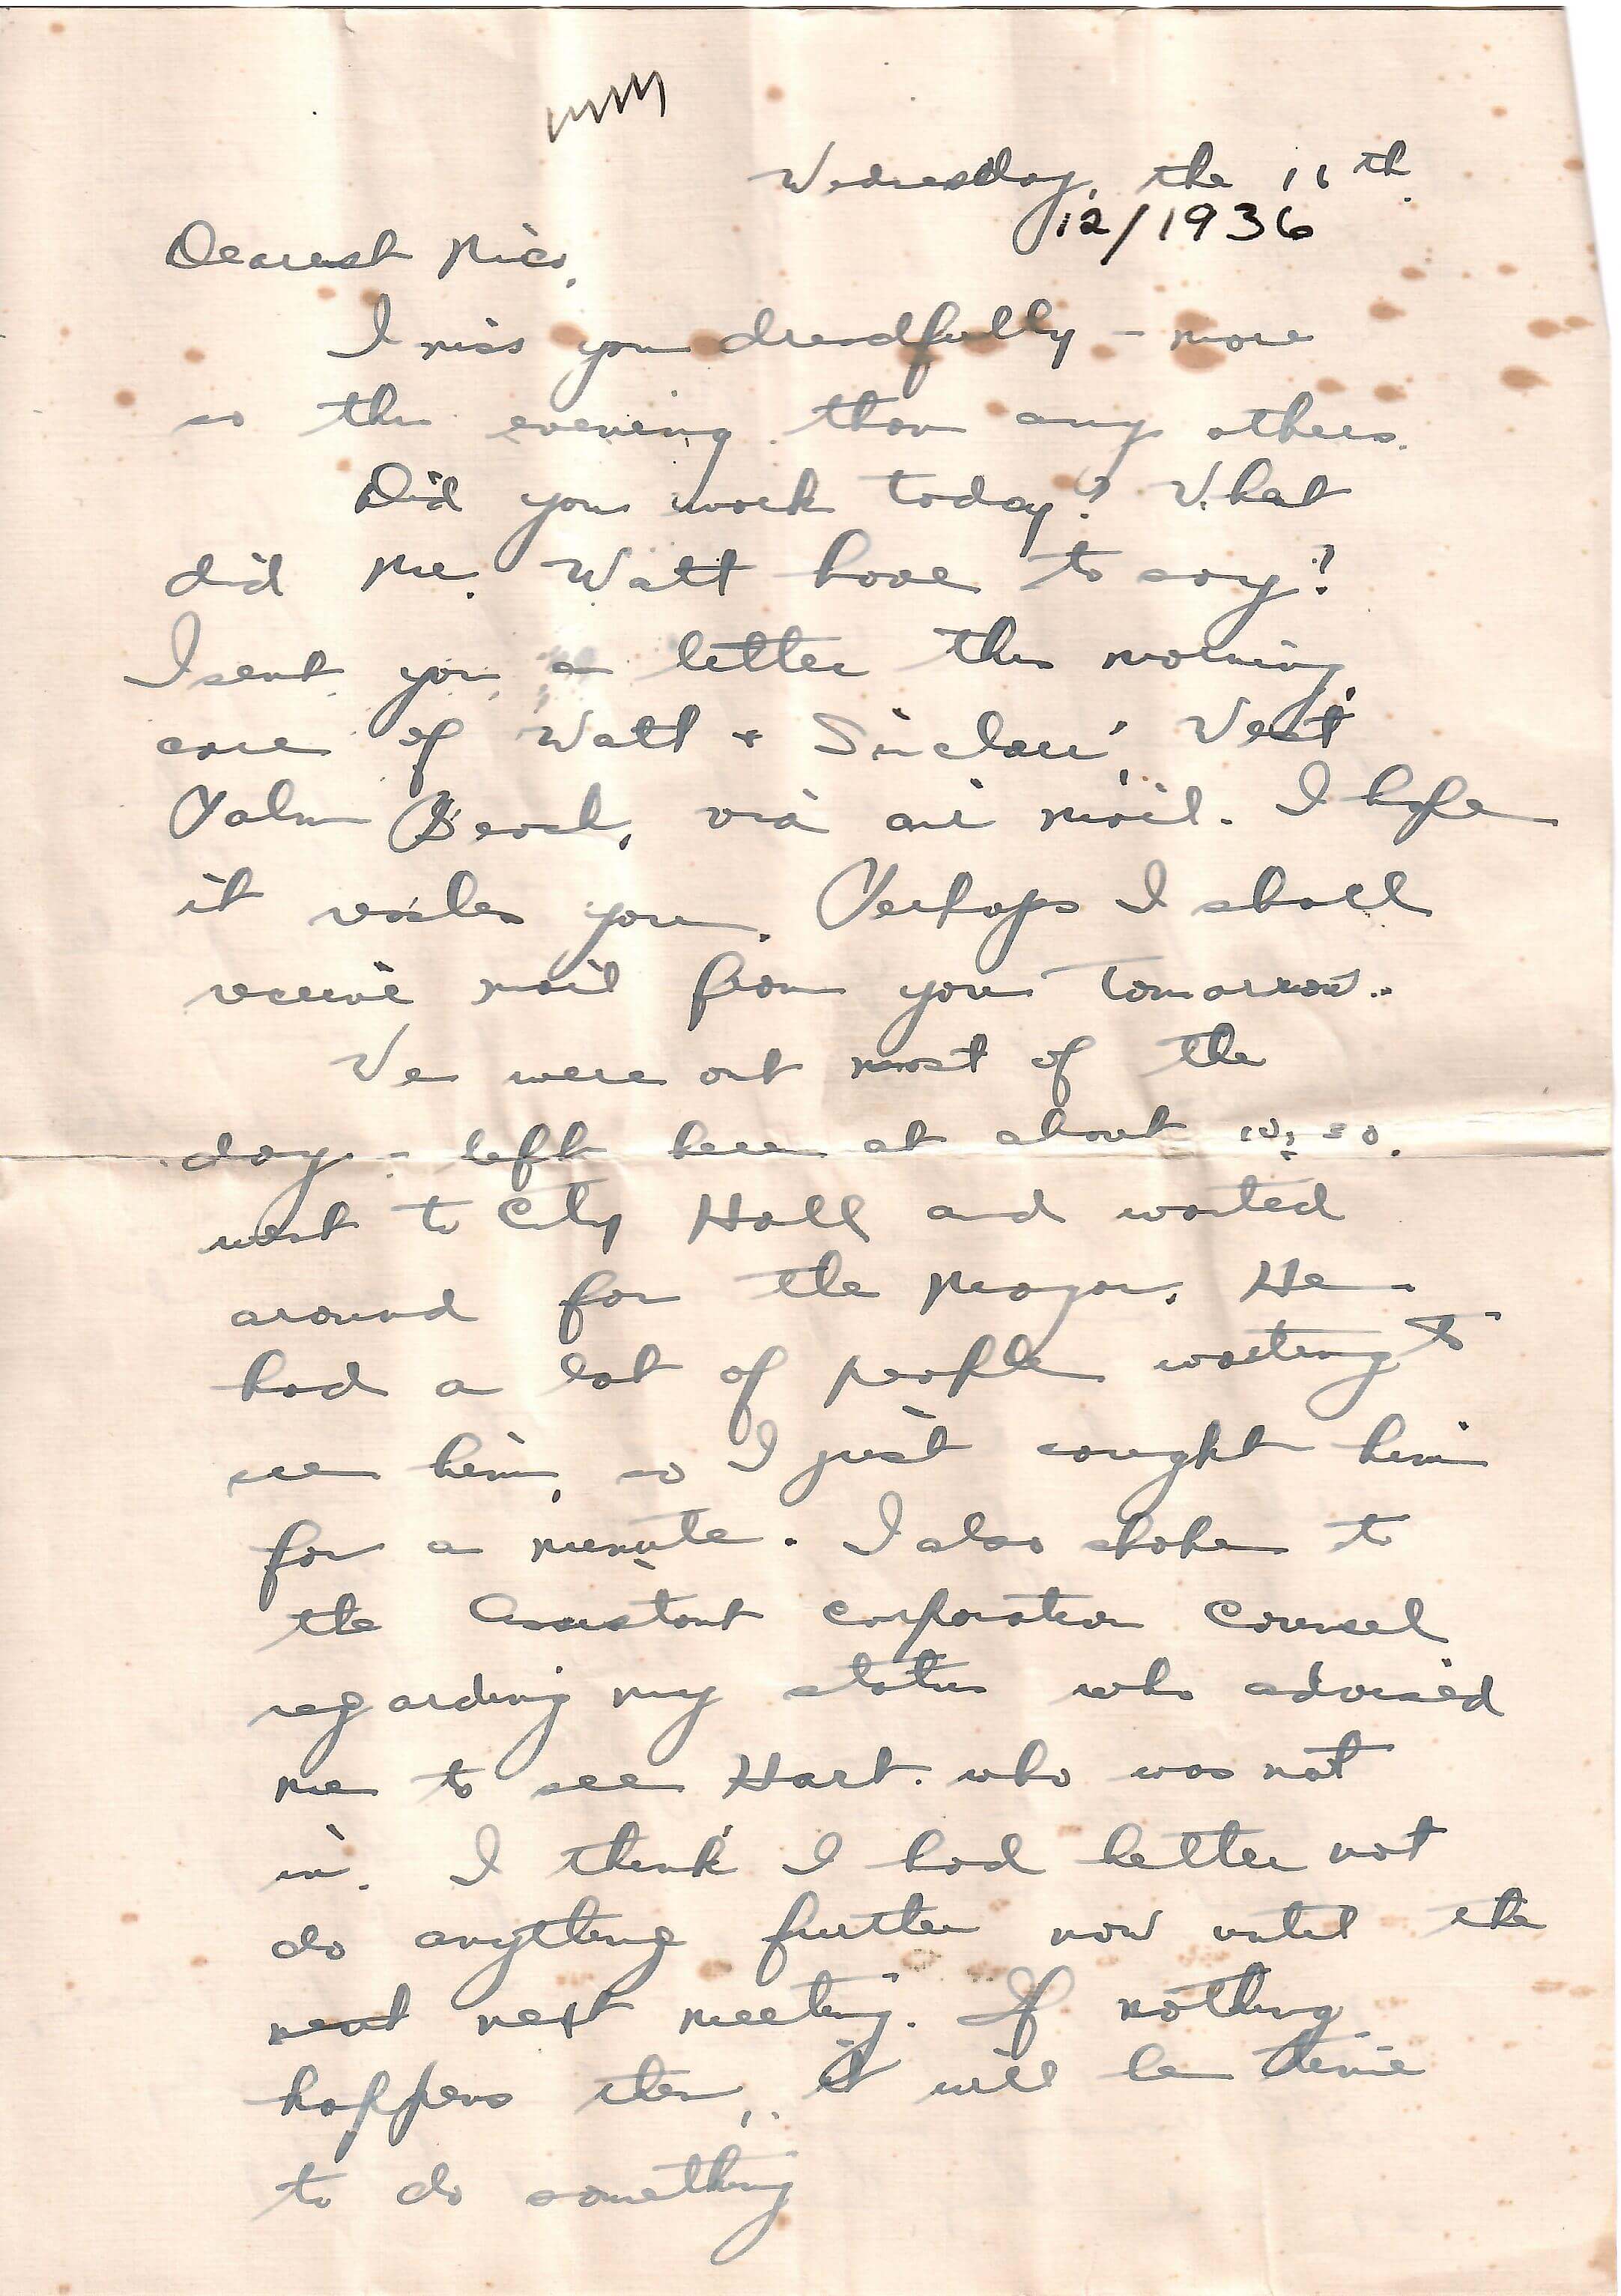 Wednesday, the 16th
12/1936
Dearest Mico,
I miss you dreadfully – more
so this evening than any others.
Did you work today? What
did Mr. Watt have to say?
I sent you a letter this morning,
care of Watt + Sinclair, West
Palm Beach, via air mail. I hope
it reaches you. Perhaps I shall
receive mail from you tomorrow..
We were out most of the
day – left here at about 10:30.
went to City Hall and waited
around for the Mayor. He
had a lot of people waiting to
see him, so I just caught him
for a minute. I also spoke to
the Assistant Corporation Counsel
regarding my status who advised
me to see Hart who was not
in. I think I had better not
do anything further now until the
next next meeting. If nothing
happens then, it will be time
to do something